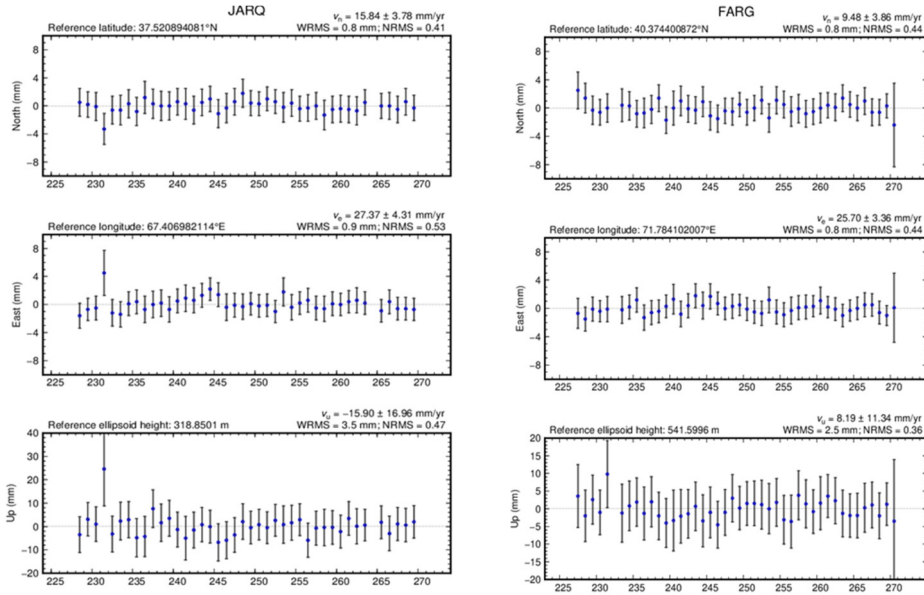 JARQ
Reference latitude: 37.520894081°N
vn = 15.84 ± 3.78 mm/yr
WRMS = 0.8 mm; NRMS = 0.41
North (mm)
8
4
0
−4
−8
225 230 235 240 245 250 255 260 265 270
Reference longitude: 67.406982114°E
ve = 27.37 ± 4.31 mm/yr
WRMS = 0.9 mm; NRMS = 0.53
East (mm)
8
4
0
−4
−8
225 230 235 240 245 250 255 260 265 270
Reference ellipsoid height: 318.8501 m
vu = −15.90 ± 16.96 mm/yr
WRMS = 3.5 mm; NRMS = 0.47
Up (mm)
40
30
20
10
0
−10
−20
225 230 235 240 245 250 255 260 265 270
FARG
Reference latitude: 40.374400872°N
vn = 9.48 ± 3.86 mm/yr
WRMS = 0.8 mm; NRMS = 0.44
North (mm)
8
4
0
−4
−8
225 230 235 240 245 250 255 260 265 270
Reference longitude: 71.784102007°E
ve = 25.70 ± 3.36 mm/yr
WRMS = 0.8 mm; NRMS = 0.44
East (mm)
8
4
0
−4
−8
225 230 235 240 245 250 255 260 265 270
Reference ellipsoid height: 541.5996 m
vu = 8.19 ± 11.34 mm/yr
WRMS = 2.5 mm; NRMS = 0.36
Up (mm)
20
15
10
5
0
−5
−10
−15
−20
225 230 235 240 245 250 255 260 265 270